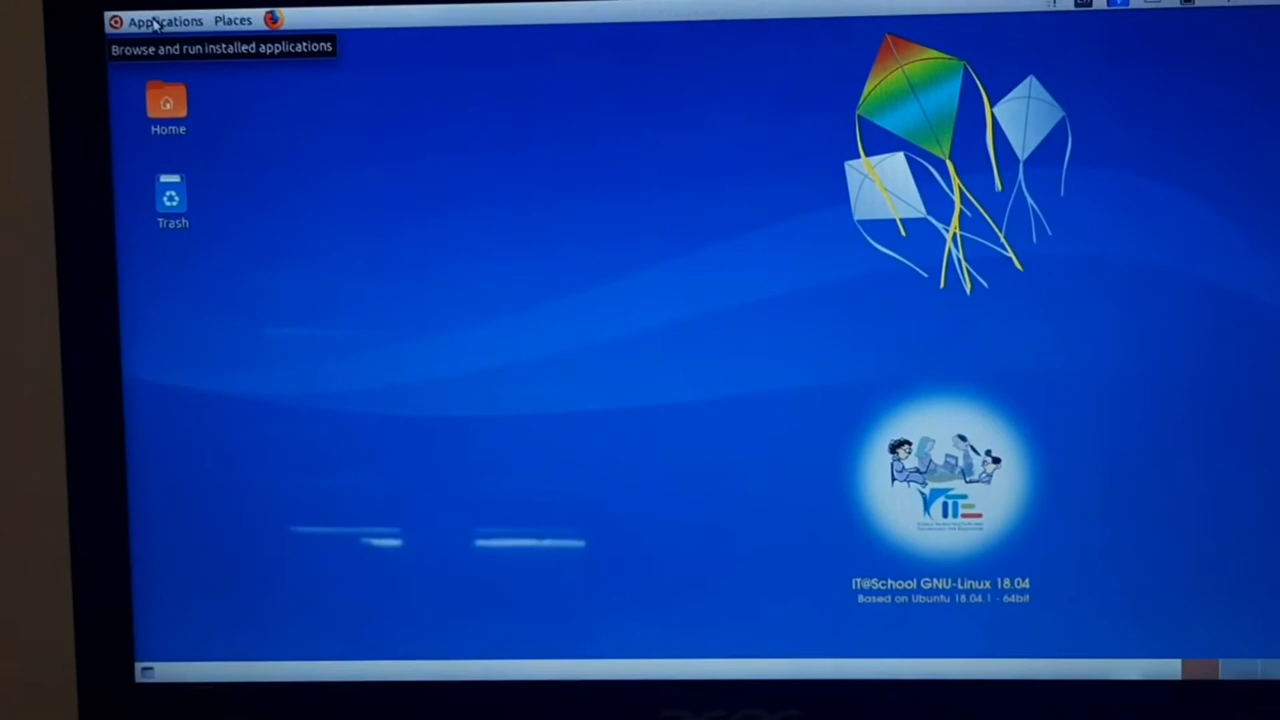 Applications Places
Browse and run installed applications
Home
Trash
KITE
IT@School GNU-Linux 18.04
Based on Ubuntu 18.04.1 - 64bit